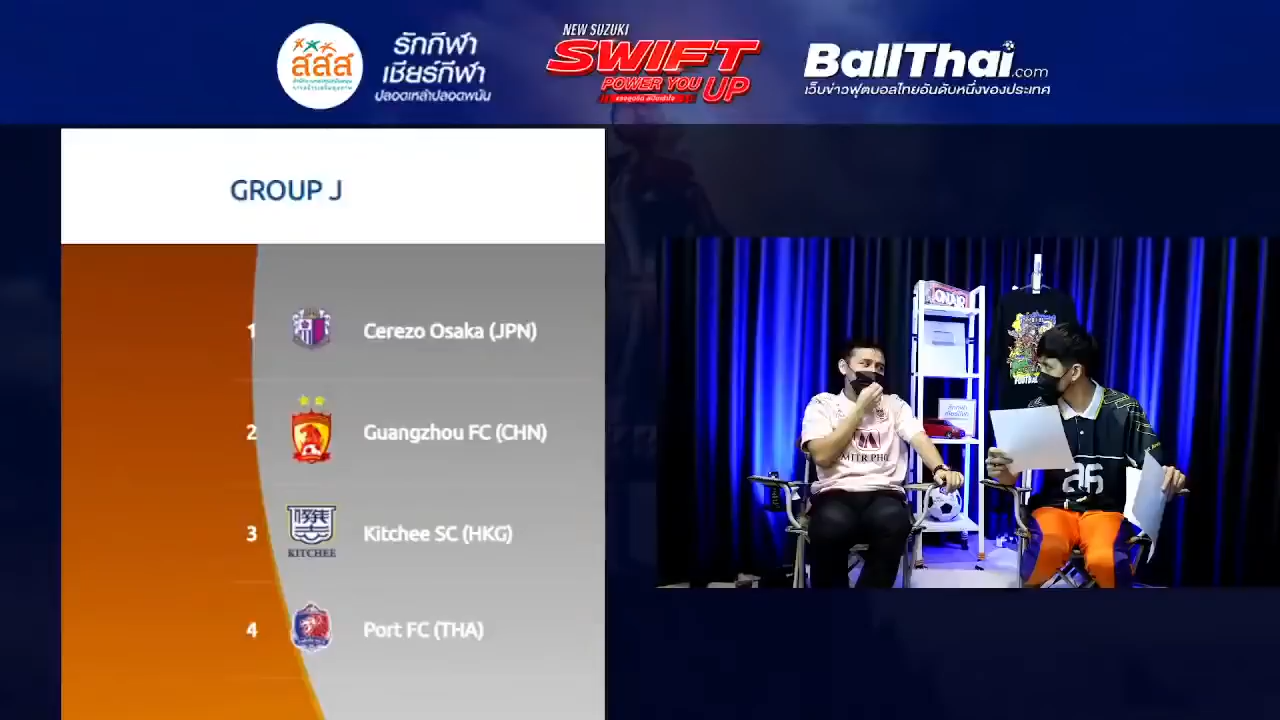 สสส
รักกีฬา
เชียร์กีฬา
ปลอดเหล้าปลอดพนัน
NEW SUZUKI
SWIFT
POWER YOU UP
BallThai.com
เว็บข่าวฟุตบอลไทยอันดับหนึ่งของประเทศ
GROUP J
1 Cerezo Osaka (JPN)
2 Guangzhou FC (CHN)
3 KITCHEE Kitchee SC (HKG)
4 Port FC (THA)
ON AIR
26